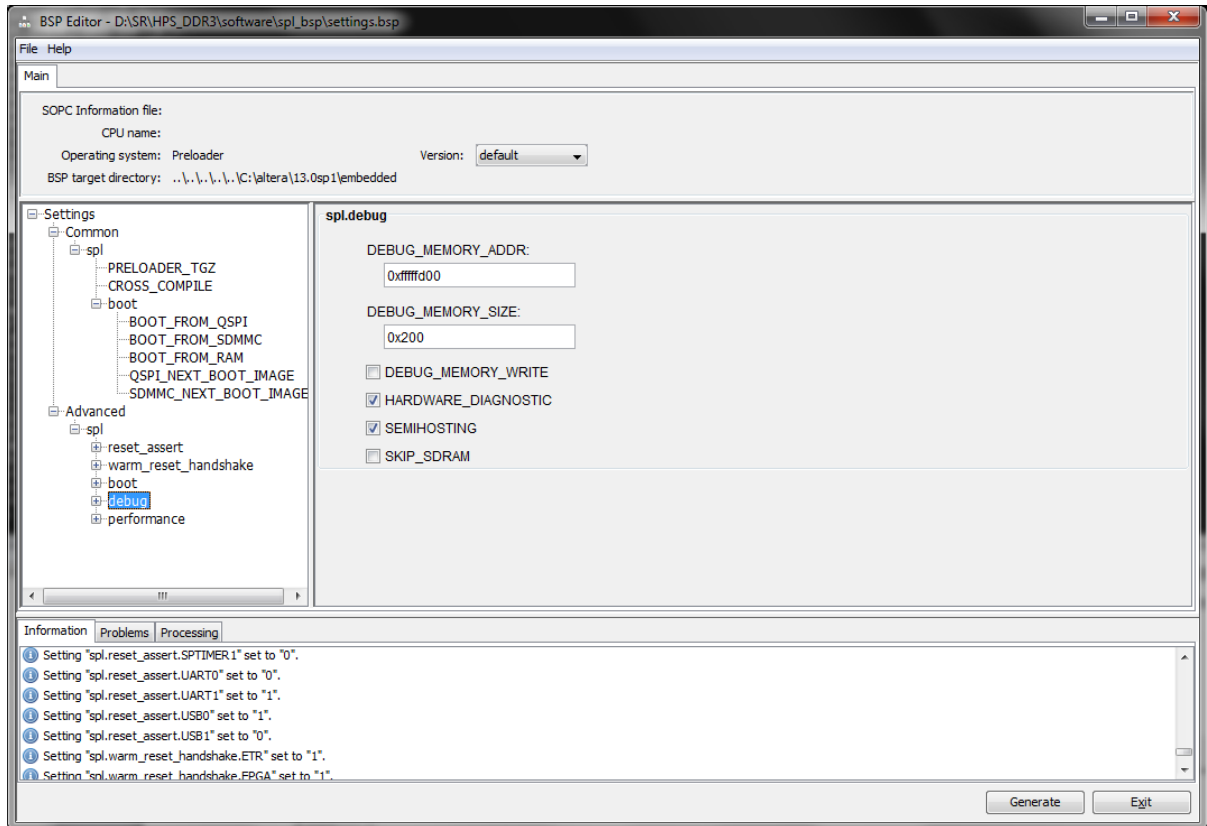 BSP Editor - D:\SR\HPS_DDR3\software\spl_bsp\settings.bsp
File Help
Main
SOPC Information file:
CPU name:
Operating system: Preloader Version: default
BSP target directory: ..\..\..\..\..\C:\altera\13.0sp1\embedded
Settings
Common
spl
PRELOADER_TGZ
CROSS_COMPILE
boot
BOOT_FROM_QSPI
BOOT_FROM_SDMMC
BOOT_FROM_RAM
QSPI_NEXT_BOOT_IMAGE
SDMMC_NEXT_BOOT_IMAGE
Advanced
spl
reset_assert
warm_reset_handshake
boot
debug
performance
spl.debug
DEBUG_MEMORY_ADDR:
0xfffffd00
DEBUG_MEMORY_SIZE:
0x200
DEBUG_MEMORY_WRITE
HARDWARE_DIAGNOSTIC
SEMIHOSTING
SKIP_SDRAM
Information Problems Processing
Setting "spl.reset_assert.SPTIMER1" set to "0".
Setting "spl.reset_assert.UART0" set to "0".
Setting "spl.reset_assert.UART1" set to "1".
Setting "spl.reset_assert.USB0" set to "1".
Setting "spl.reset_assert.USB1" set to "0".
Setting "spl.warm_reset_handshake.ETR" set to "1".
Setting "spl.warm_reset_handshake.FPGA" set to "1".
Generate Exit